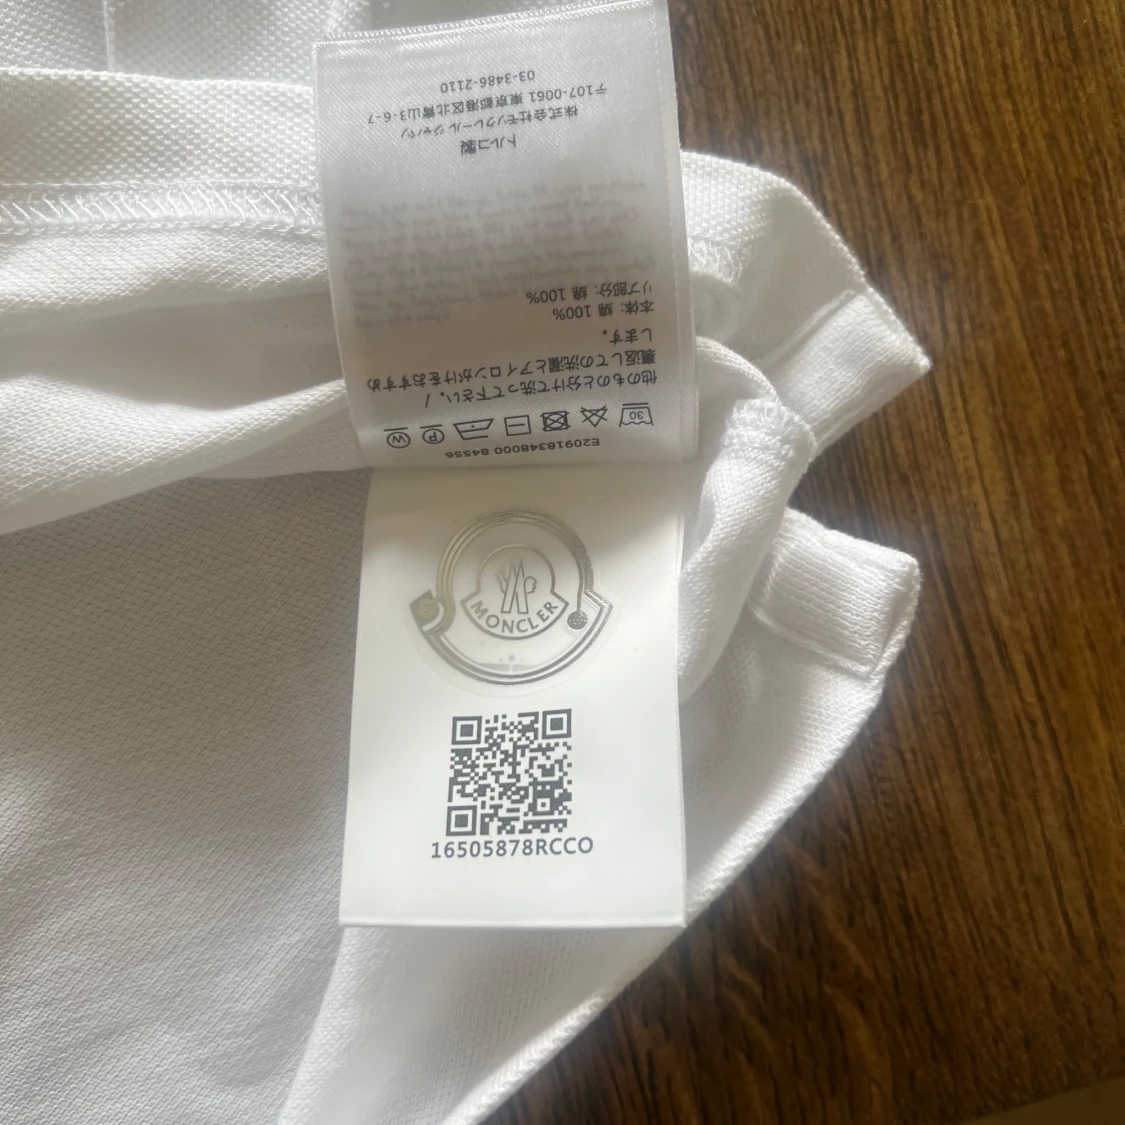 E20918348000 84556
30
P
W
他のものと分けて洗って下さい。/
裏返しての洗濯とアイロンがけをおすすめ
します。
本体: 綿 100%
リブ部分: 綿 100%
トルコ製
株式会社モンクレール ジャパン
〒107-0061 東京都港区北青山3-6-7
03-3486-2110
MONCLER
16505878RCCO